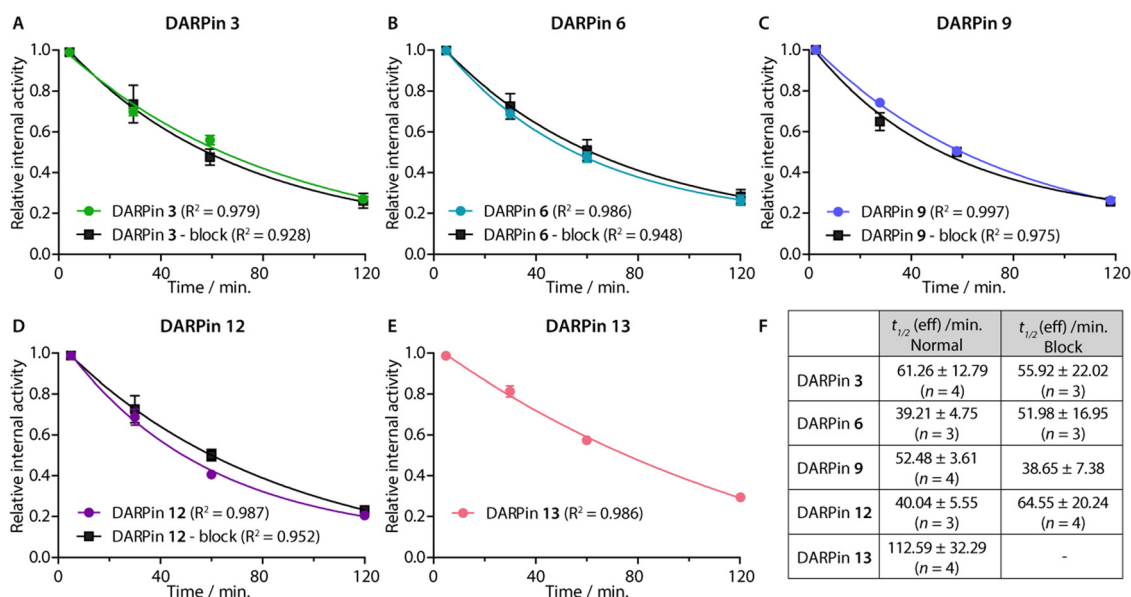 A
DARPin 3
Relative internal activity
1.0
0.8
0.6
0.4
0.2
0.0
DARPin 3 (R² = 0.979)
DARPin 3 - block (R² = 0.928)
0 40 80 120
Time / min.
B
DARPin 6
Relative internal activity
1.0
0.8
0.6
0.4
0.2
0.0
DARPin 6 (R² = 0.986)
DARPin 6 - block (R² = 0.948)
0 40 80 120
Time / min.
C
DARPin 9
Relative internal activity
1.0
0.8
0.6
0.4
0.2
0.0
DARPin 9 (R² = 0.997)
DARPin 9 - block (R² = 0.975)
0 40 80 120
Time / min.
D
DARPin 12
Relative internal activity
1.0
0.8
0.6
0.4
0.2
0.0
DARPin 12 (R² = 0.987)
DARPin 12 - block (R² = 0.952)
0 40 80 120
Time / min.
E
DARPin 13
Relative internal activity
1.0
0.8
0.6
0.4
0.2
0.0
DARPin 13 (R² = 0.986)
0 40 80 120
Time / min.
F
t1/2 (eff) /min. t1/2 (eff) /min.
Normal Block
DARPin 3 61.26 ± 12.79 55.92 ± 22.02
(n = 4) (n = 3)
DARPin 6 39.21 ± 4.75 51.98 ± 16.95
(n = 3) (n = 3)
DARPin 9 52.48 ± 3.61 38.65 ± 7.38
(n = 4)
DARPin 12 40.04 ± 5.55 64.55 ± 20.24
(n = 3) (n = 4)
DARPin 13 112.59 ± 32.29 -
(n = 4)